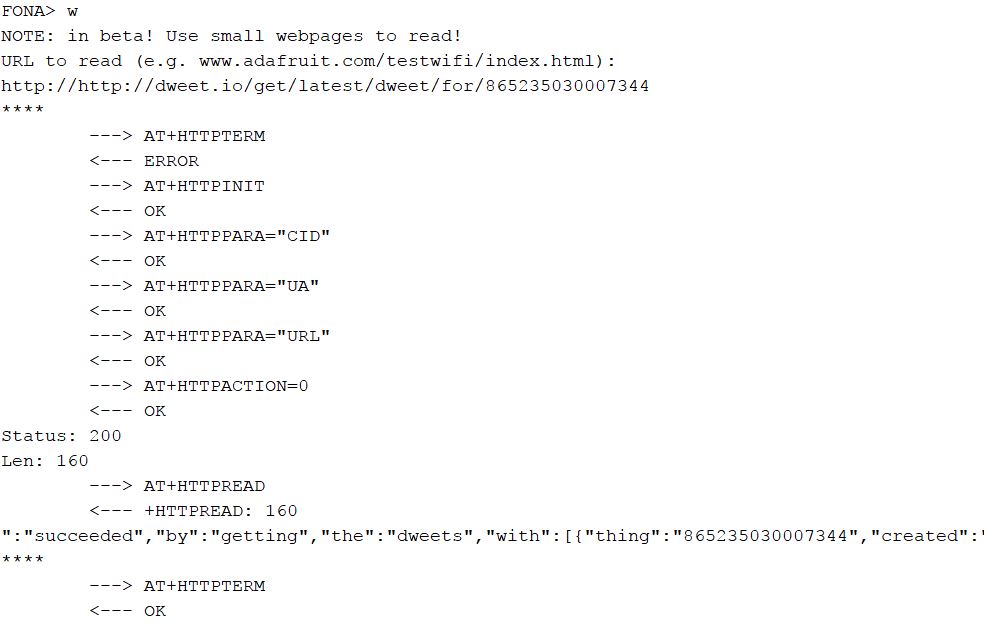 FONA> w
NOTE: in beta! Use small webpages to read!
URL to read (e.g. www.adafruit.com/testwifi/index.html):
http://http://dweet.io/get/latest/dweet/for/865235030007344
****
---> AT+HTTPTERM
<--- ERROR
---> AT+HTTPINIT
<--- OK
---> AT+HTTPPARA="CID"
<--- OK
---> AT+HTTPPARA="UA"
<--- OK
---> AT+HTTPPARA="URL"
<--- OK
---> AT+HTTPACTION=0
<--- OK
Status: 200
Len: 160
---> AT+HTTPREAD
<--- +HTTPREAD: 160
":"succeeded","by":"getting","the":"dweets","with":[{"thing":"865235030007344","created":"
****
---> AT+HTTPTERM
<--- OK